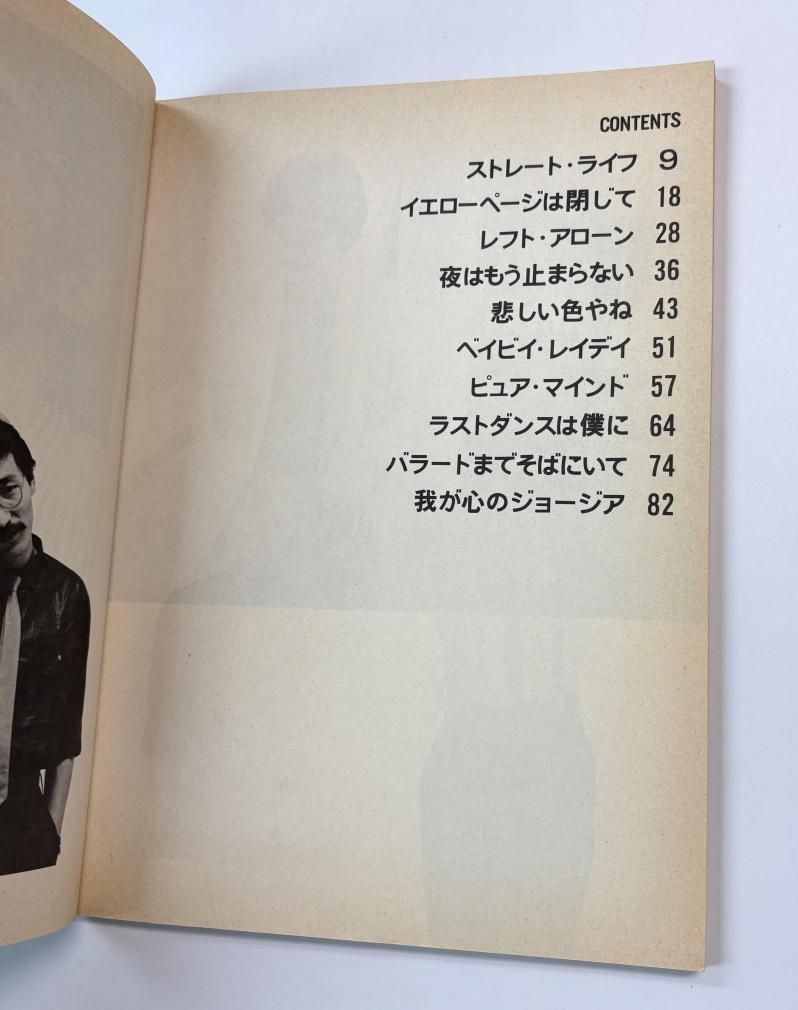 CONTENTS
ストレート・ライフ 9
イエローページは閉じて 18
レフト・アローン 28
夜はもう止まらない 36
悲しい色やね 43
ベイビイ・レイデイ 51
ピュア・マインド 57
ラストダンスは僕に 64
バラードまでそばにいて 74
我が心のジョージア 82